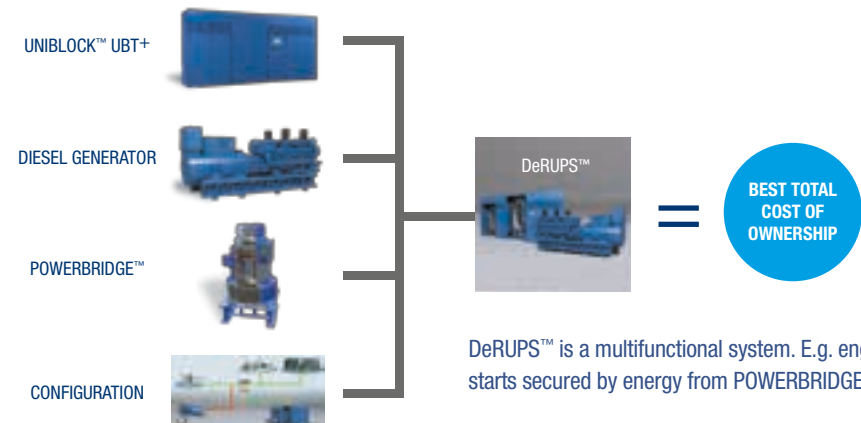 UNIBLOCK™ UBT+
DIESEL GENERATOR
POWERBRIDGE™
CONFIGURATION
DeRUPS™
=
BEST TOTAL
COST OF
OWNERSHIP
DeRUPS™ is a multifunctional system. E.g. eng
starts secured by energy from POWERBRIDGE